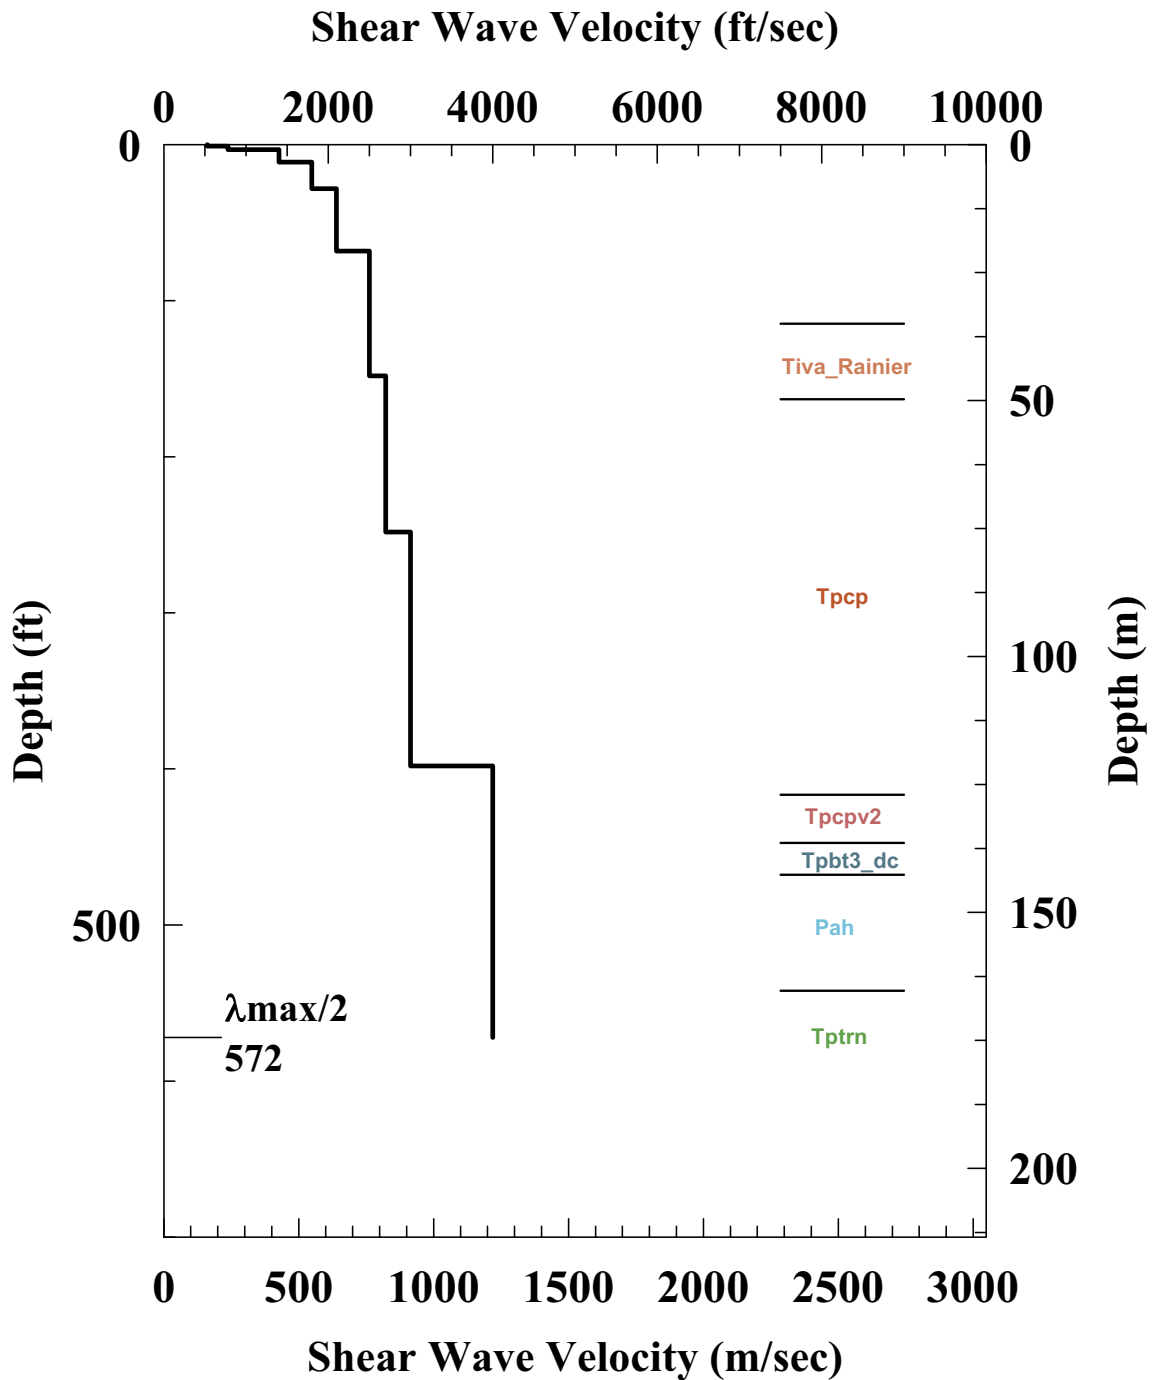 Shear Wave Velocity (ft/sec)
0 2000 4000 6000 8000 10000
0 0
Tiva_Rainier
50
Tpcp
Depth (ft)
Depth (m)
100
Tpcpv2
Tpbt3_dc
500
Pah
150
λmax/2
572
Tptrn
200
0 500 1000 1500 2000 2500 3000
Shear Wave Velocity (m/sec)